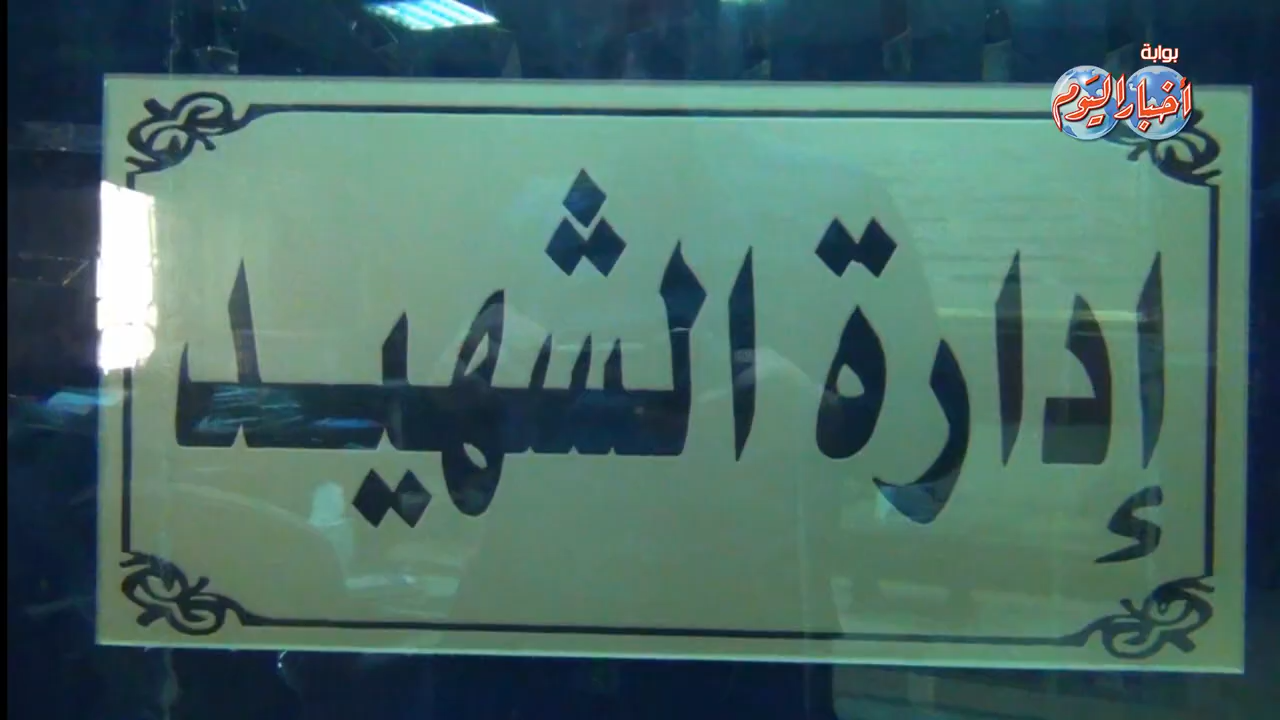 بوابة
أخبار اليوم
إدارة الشهيد